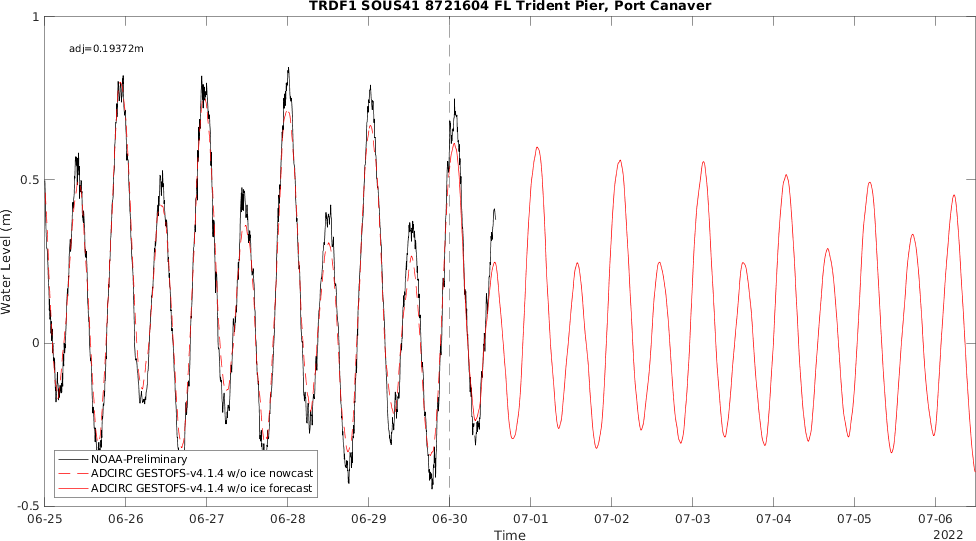 TRDF1 SOUS41 8721604 FL Trident Pier, Port Canaver
adj=0.19372m
1
0.5
0
-0.5
Water Level (m)
NOAA-Preliminary
ADCIRC GESTOFS-v4.1.4 w/o ice nowcast
ADCIRC GESTOFS-v4.1.4 w/o ice forecast
06-25 06-26 06-27 06-28 06-29 06-30 07-01 07-02 07-03 07-04 07-05 07-06
Time
2022